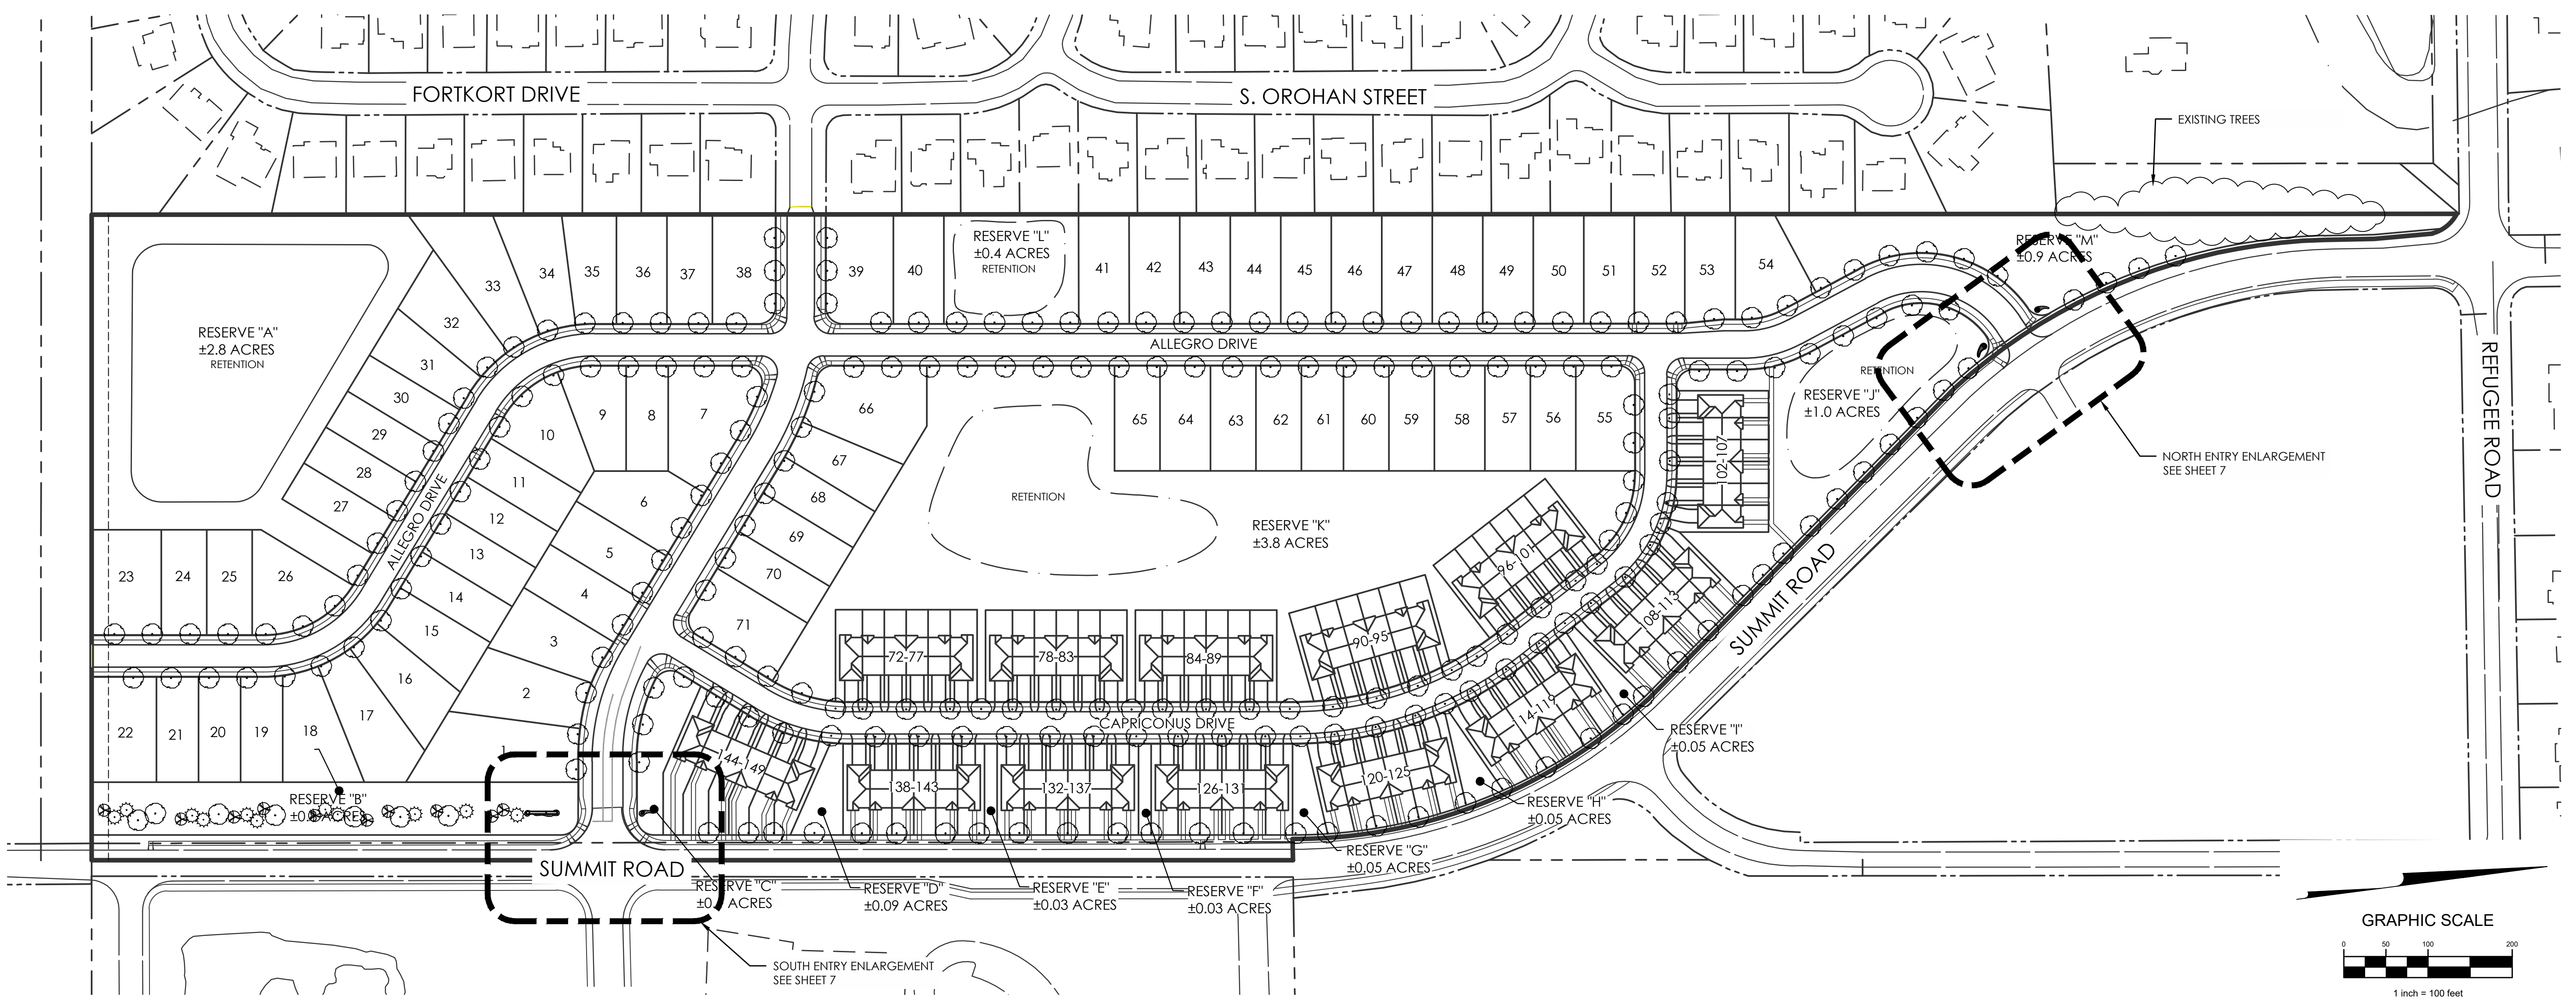 FORTKORT DRIVE
S. OROHAN STREET
EXISTING TREES
REFUGEE ROAD
RESERVE "L"
±0.4 ACRES
RETENTION
RESERVE "M"
±0.9 ACRES
33
34
35
36
37
38
39
40
41
42
43
44
45
46
47
48
49
50
51
52
53
54
RESERVE "A"
±2.8 ACRES
RETENTION
32
31
30
29
28
27
ALLEGRO DRIVE
ALLEGRO DRIVE
RETENTION
RESERVE "J"
±1.0 ACRES
10
9
8
7
66
65
64
63
62
61
60
59
58
57
56
55
102-107
NORTH ENTRY ENLARGEMENT
SEE SHEET 7
11
12
13
14
15
16
17
6
5
4
3
2
1
67
68
69
70
71
RETENTION
RESERVE "K"
±3.8 ACRES
23
24
25
26
22
21
20
19
18
72-77
78-83
84-89
90-95
96-101
08-113
14-119
120-125
126-131
132-137
138-143
144-149
CAPRICONUS DRIVE
SUMMIT ROAD
RESERVE "I"
±0.05 ACRES
RESERVE "H"
±0.05 ACRES
RESERVE "G"
±0.05 ACRES
RESERVE "B"
ACRES
SUMMIT ROAD
RESERVE "C"
ACRES
RESERVE "D"
±0.09 ACRES
RESERVE "E"
±0.03 ACRES
RESERVE "F"
±0.03 ACRES
SOUTH ENTRY ENLARGEMENT
SEE SHEET 7
GRAPHIC SCALE
0 50 100 200
1 inch = 100 feet